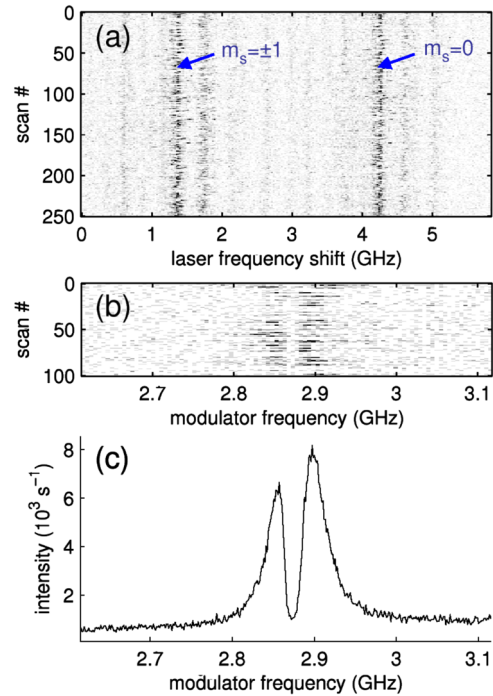 (a)
m_s=±1
m_s=0
scan #
0
50
100
150
200
250
0 1 2 3 4 5
laser frequency shift (GHz)
(b)
scan #
0
50
100
2.7 2.8 2.9 3 3.1
modulator frequency (GHz)
(c)
intensity (10³ s⁻¹)
8
6
4
2
2.7 2.8 2.9 3 3.1
modulator frequency (GHz)